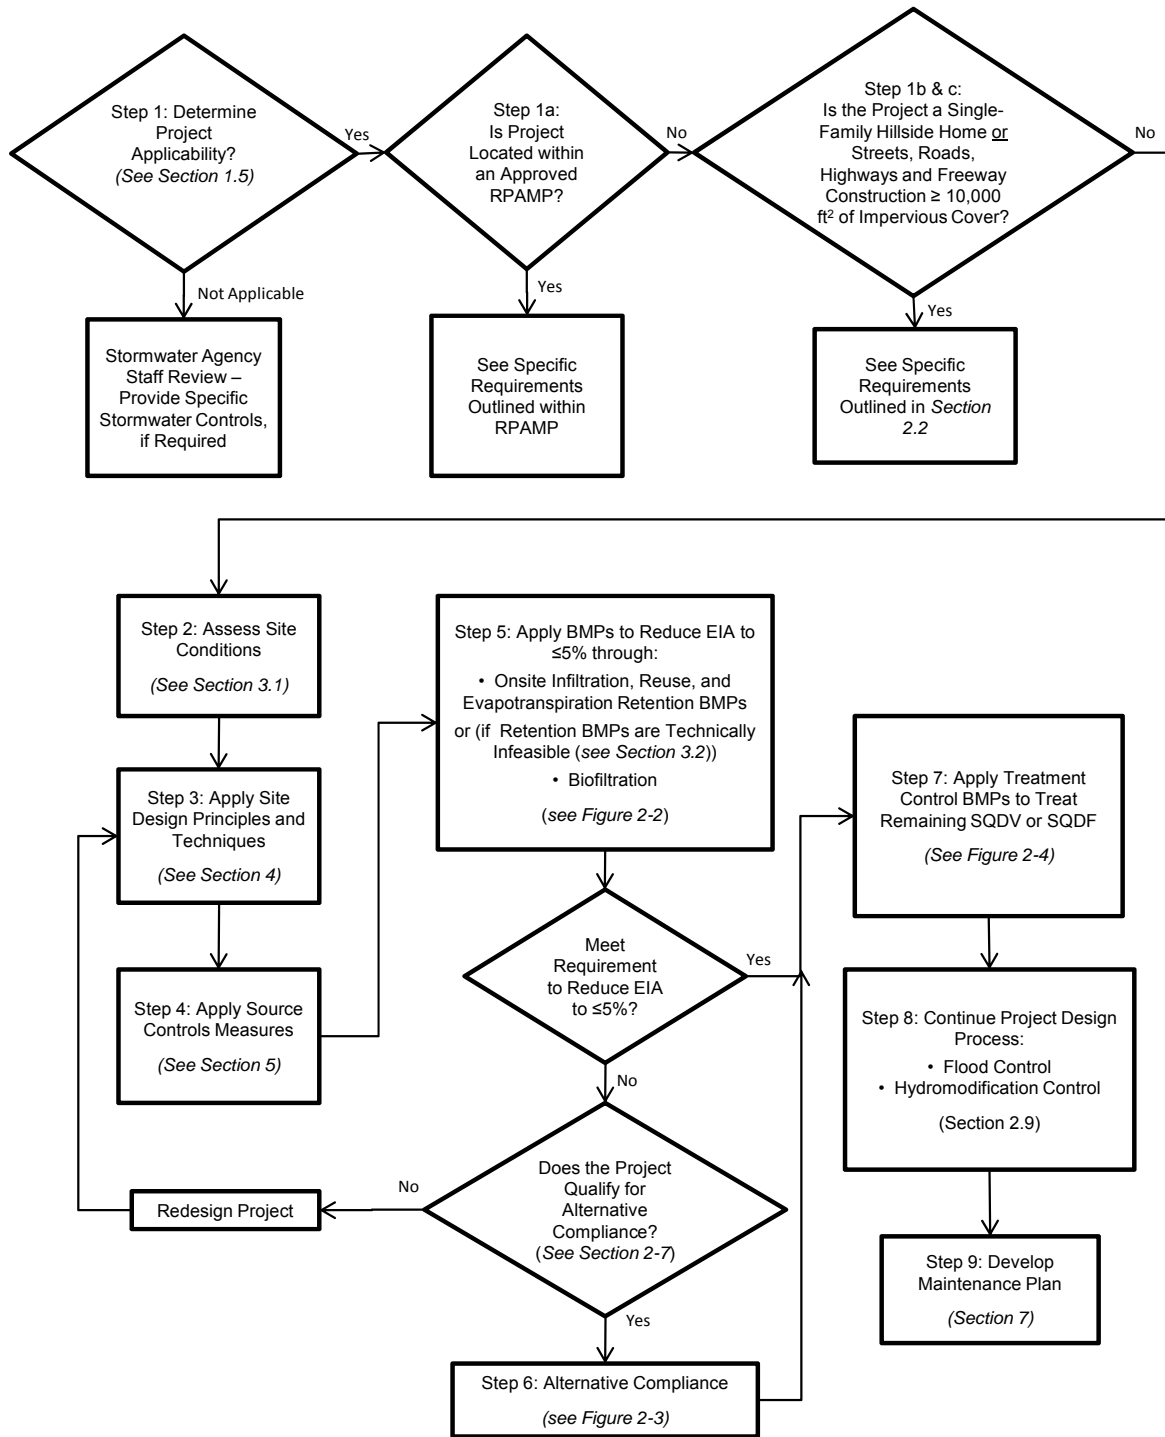 Step 1: Determine
Project
Applicability?
(See Section 1.5)
Yes
Step 1a:
Is Project
Located within
an Approved
RPAMP?
No
Step 1b & c:
Is the Project a Single-
Family Hillside Home or
Streets, Roads,
Highways and Freeway
Construction ≥ 10,000
ft² of Impervious Cover?
No
Not Applicable
Yes
Yes
Stormwater Agency
Staff Review –
Provide Specific
Stormwater Controls,
if Required
See Specific
Requirements
Outlined within
RPAMP
See Specific
Requirements
Outlined in Section
2.2
Step 2: Assess Site
Conditions
(See Section 3.1)
Step 3: Apply Site
Design Principles and
Techniques
(See Section 4)
Step 4: Apply Source
Controls Measures
(See Section 5)
Step 5: Apply BMPs to Reduce EIA to
≤5% through:
• Onsite Infiltration, Reuse, and
Evapotranspiration Retention BMPs
or (if Retention BMPs are Technically
Infeasible (see Section 3.2))
• Biofiltration
(see Figure 2-2)
Meet
Requirement
to Reduce EIA
to ≤5%?
Yes
No
Does the Project
Qualify for
Alternative
Compliance?
(See Section 2-7)
No
Redesign Project
Yes
Step 6: Alternative Compliance
(see Figure 2-3)
Step 7: Apply Treatment
Control BMPs to Treat
Remaining SQDV or SQDF
(See Figure 2-4)
Step 8: Continue Project Design
Process:
• Flood Control
• Hydromodification Control
(Section 2.9)
Step 9: Develop
Maintenance Plan
(Section 7)